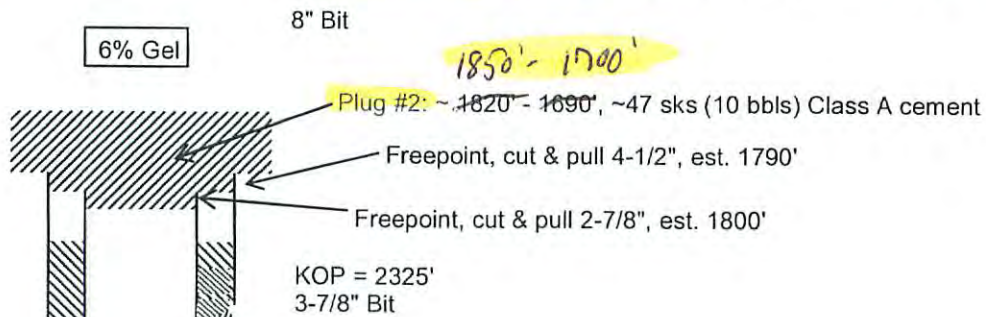 8" Bit
6% Gel
1850'- 1700'
Plug #2: ~ 1820' - 1690', ~47 sks (10 bbls) Class A cement
Freepoint, cut & pull 4-1/2", est. 1790'
Freepoint, cut & pull 2-7/8", est. 1800'
KOP = 2325'
3-7/8" Bit